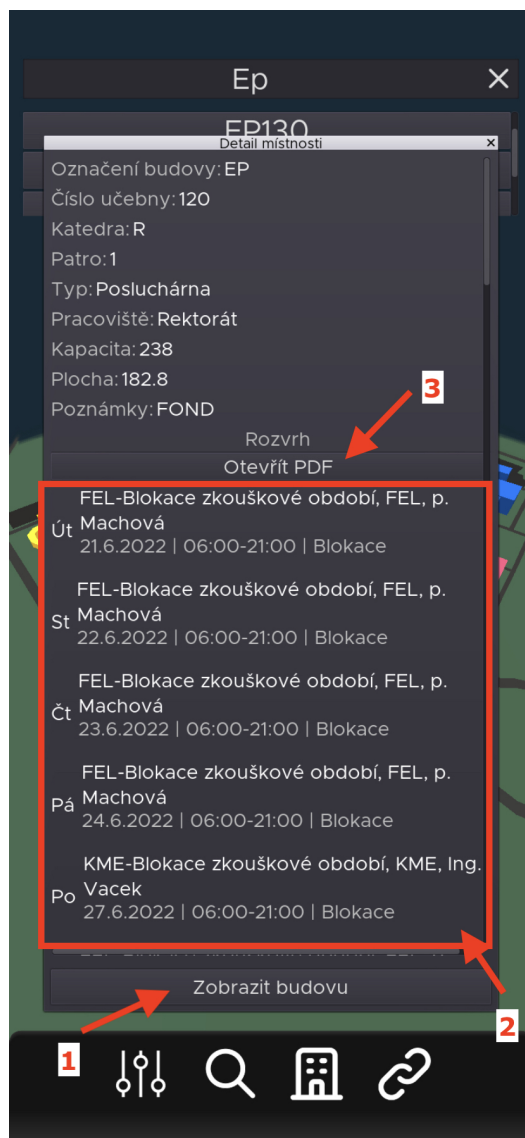 Ep
EP130
Detail místnosti
Označení budovy: EP
Číslo učebny: 120
Katedra: R
Patro: 1
Typ: Posluchárna
Pracoviště: Rektorát
Kapacita: 238
Plocha: 182.8
3
Poznámky: FOND
Rozvrh
Otevřít PDF
FEL-Blokace zkouškové období, FEL, p.
Út Machová
21.6.2022 | 06:00-21:00 | Blokace
FEL-Blokace zkouškové období, FEL, p.
St Machová
22.6.2022 | 06:00-21:00 | Blokace
FEL-Blokace zkouškové období, FEL, p.
Čt Machová
23.6.2022 | 06:00-21:00 | Blokace
FEL-Blokace zkouškové období, FEL, p.
Pá Machová
24.6.2022 | 06:00-21:00 | Blokace
KME-Blokace zkouškové období, KME, Ing.
Po Vacek
27.6.2022 | 06:00-21:00 | Blokace
Zobrazit budovu
2
1